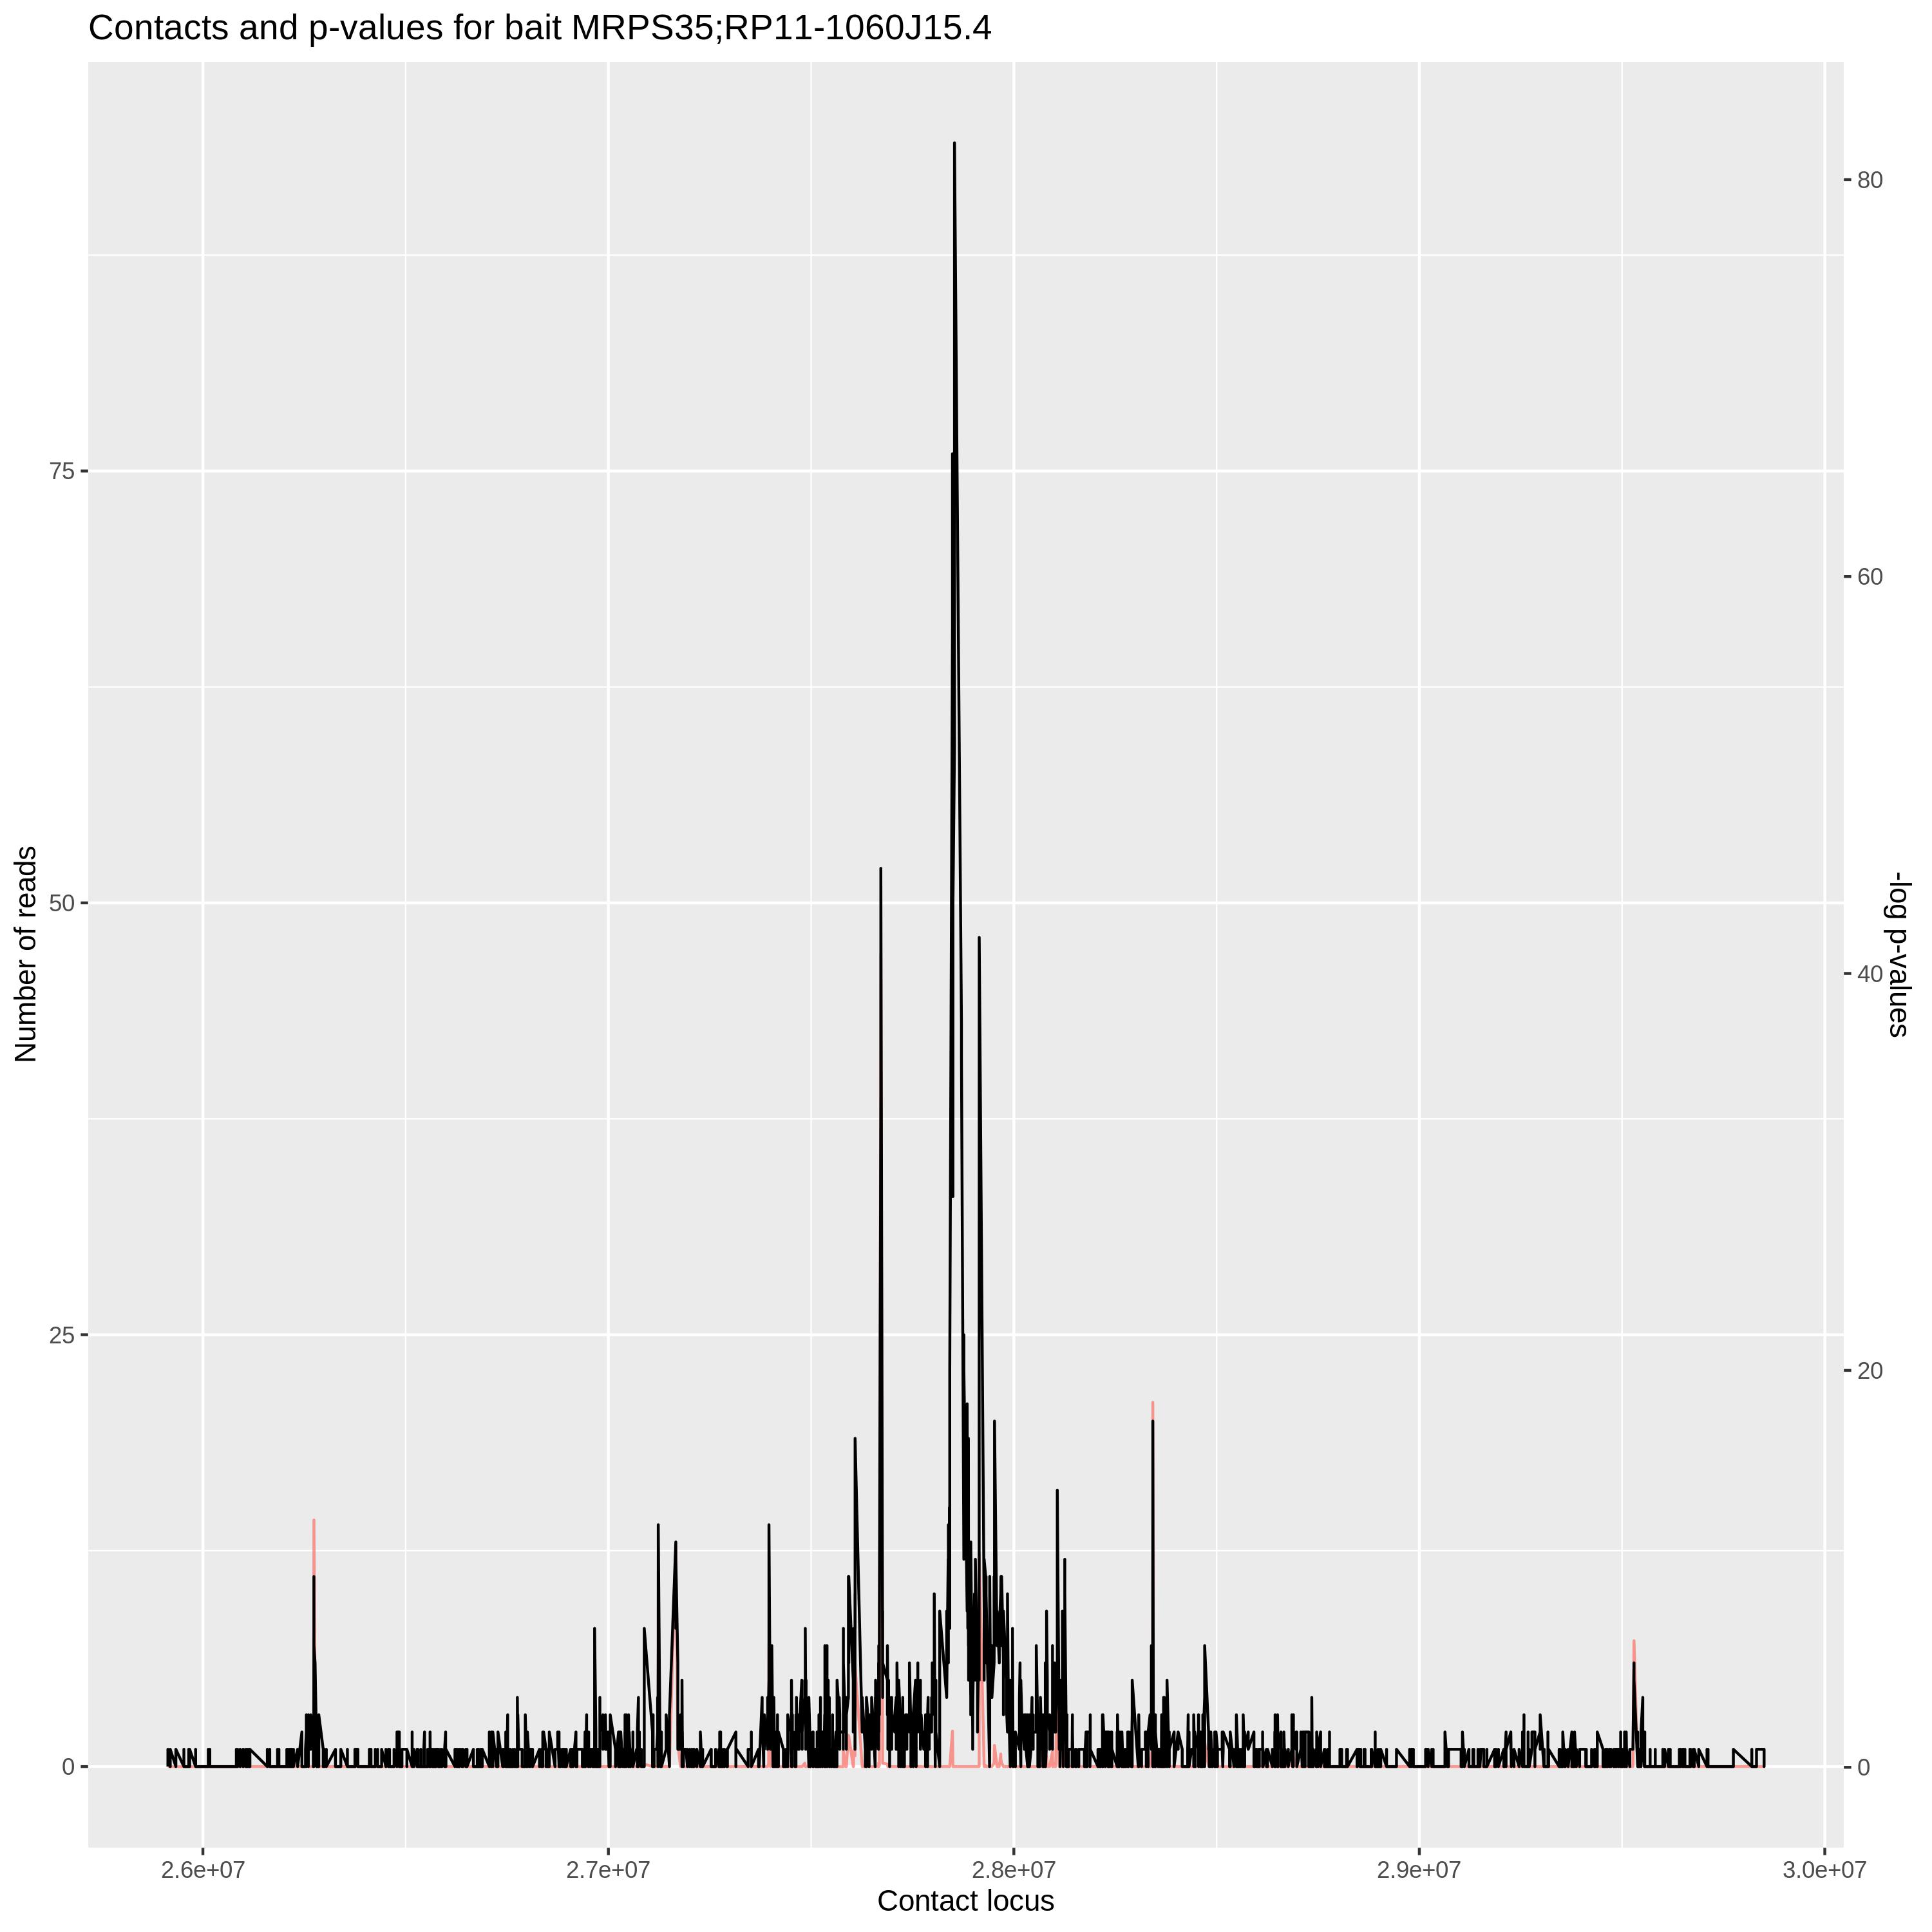 Contacts and p-values for bait MRPS35;RP11-1060J15.4
Number of reads
75
50
25
0
80
60
40
20
0
-log p-values
2.6e+07
2.7e+07
2.8e+07
2.9e+07
3.0e+07
Contact locus